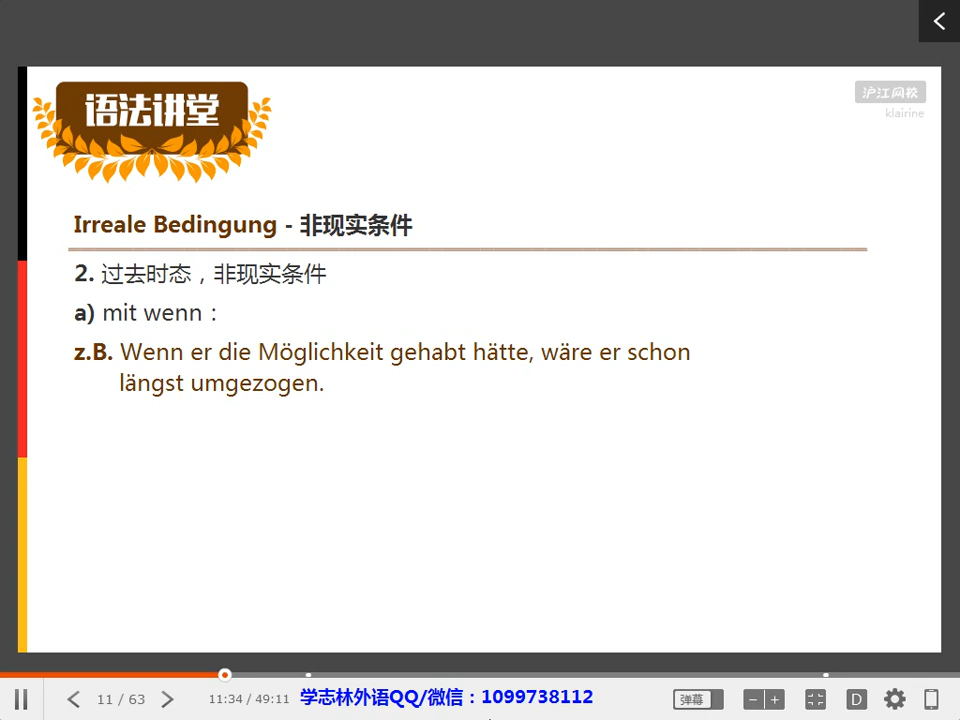 语法讲堂
沪江网校
klairine
Irreale Bedingung - 非现实条件
2. 过去时态，非现实条件
a) mit wenn：
z.B. Wenn er die Möglichkeit gehabt hätte, wäre er schon
längst umgezogen.
11 / 63
11:34 / 49:11
学志林外语QQ/微信：1099738112
弹幕
D